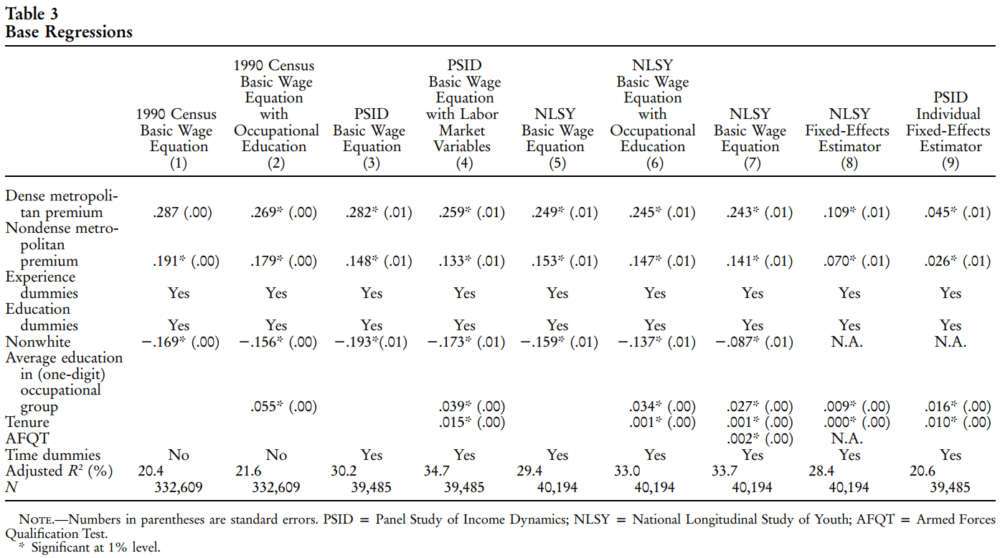 Table 3
Base Regressions
1990 Census Basic Wage Equation (1)
1990 Census Basic Wage Equation with Occupational Education (2)
PSID Basic Wage Equation (3)
PSID Basic Wage Equation with Labor Market Variables (4)
NLSY Basic Wage Equation (5)
NLSY Basic Wage Equation with Occupational Education (6)
NLSY Basic Wage Equation (7)
NLSY Fixed-Effects Estimator (8)
PSID Individual Fixed-Effects Estimator (9)
Dense metropoli-
tan premium .287 (.00) .269* (.00) .282* (.01) .259* (.01) .249* (.01) .245* (.01) .243* (.01) .109* (.01) .045* (.01)
Nondense metro-
politan
premium .191* (.00) .179* (.00) .148* (.01) .133* (.01) .153* (.01) .147* (.01) .141* (.01) .070* (.01) .026* (.01)
Experience
dummies Yes Yes Yes Yes Yes Yes Yes Yes Yes
Education
dummies Yes Yes Yes Yes Yes Yes Yes Yes Yes
Nonwhite −.169* (.00) −.156* (.00) −.193*(.01) −.173* (.01) −.159* (.01) −.137* (.01) −.087* (.01) N.A. N.A.
Average education
in (one-digit)
occupational
group .055* (.00) .039* (.00) .034* (.00) .027* (.00) .009* (.00) .016* (.00)
Tenure .015* (.00) .001* (.00) .001* (.00) .000* (.00) .010* (.00)
AFQT .002* (.00) N.A.
Time dummies No No Yes Yes Yes Yes Yes Yes Yes
Adjusted R² (%) 20.4 21.6 30.2 34.7 29.4 33.0 33.7 28.4 20.6
N 332,609 332,609 39,485 39,485 40,194 40,194 40,194 40,194 39,485
NOTE.—Numbers in parentheses are standard errors. PSID = Panel Study of Income Dynamics; NLSY = National Longitudinal Study of Youth; AFQT = Armed Forces
Qualification Test.
* Significant at 1% level.